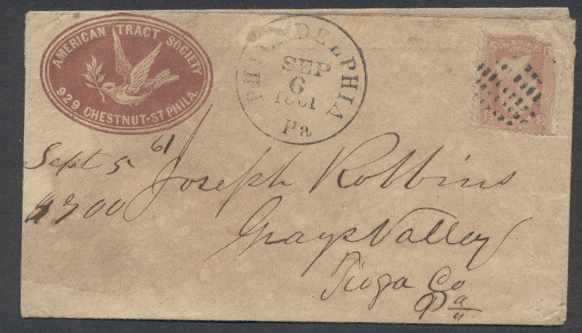 AMERICAN TRACT SOCIETY
929 CHESTNUT-ST PHILA.
PHILADELPHIA
SEP
6
1861
Pa
Sept 5 61
$300
Joseph Robbins
Grays Valley
Tioga Co
Pa